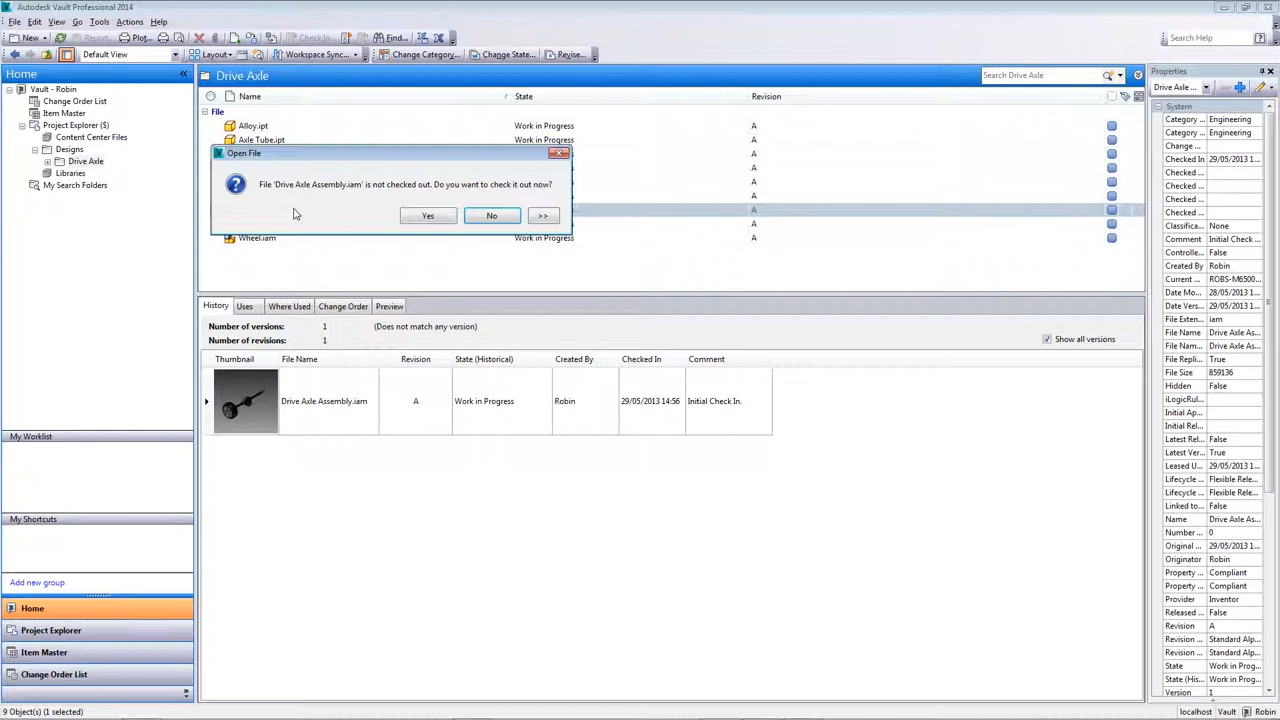 Autodesk Vault Professional 2014
File Edit View Go Tools Actions Help
New Report Plot... Check In... Find...
Search Help
Default View Layout Workspace Sync... Change Category... Change State... Revise...
Home
Vault - Robin
Change Order List
Item Master
Project Explorer ($)
Content Center Files
Designs
Drive Axle
Libraries
My Search Folders
My Worklist
My Shortcuts
Add new group
Home
Project Explorer
Item Master
Change Order List
Drive Axle
Search Drive Axle
Name State Revision
File
Alloy.ipt Work in Progress A
Axle Tube.ipt Work in Progress A
A
A
A
A
A
A
Wheel.iam Work in Progress A
Open File
File 'Drive Axle Assembly.iam' is not checked out. Do you want to check it out now?
Yes No >>
History Uses Where Used Change Order Preview
Number of versions: 1 (Does not match any version)
Number of revisions: 1
Show all versions
Thumbnail File Name Revision State (Historical) Created By Checked In Comment
Drive Axle Assembly.iam A Work in Progress Robin 29/05/2013 14:56 Initial Check In.
Properties
Drive Axle ...
System
Category ... Engineering
Category ... Engineering
Change ...
Checked In 29/05/2013 1...
Checked ...
Checked ...
Checked ...
Checked ...
Classifica... None
Comment Initial Check ...
Controlle... False
Created By Robin
Current ... ROBS-M6500
Date Mo... 28/05/2013 1...
Date Vers... 29/05/2013 1...
File Exten... iam
File Name Drive Axle As...
File Nam... Drive Axle As...
File Repli... True
File Size 859136
Hidden False
iLogicRul...
Initial Ap...
Initial Rel...
Latest Rel... False
Latest Ver... True
Leased U... 29/05/2013 1...
Lifecycle ... Flexible Rele...
Lifecycle ... Flexible Rele...
Linked to... False
Name Drive Axle As...
Number ... 0
Original ... 29/05/2013 1...
Originator Robin
Property ... Compliant
Property ... Compliant
Provider Inventor
Released ... False
Revision A
Revision ... Standard Alp...
Revision ... Standard Alp...
State Work in Prog...
State (His... Work in Prog...
Version 1
9 Object(s) (1 selected)
localhost Vault Robin